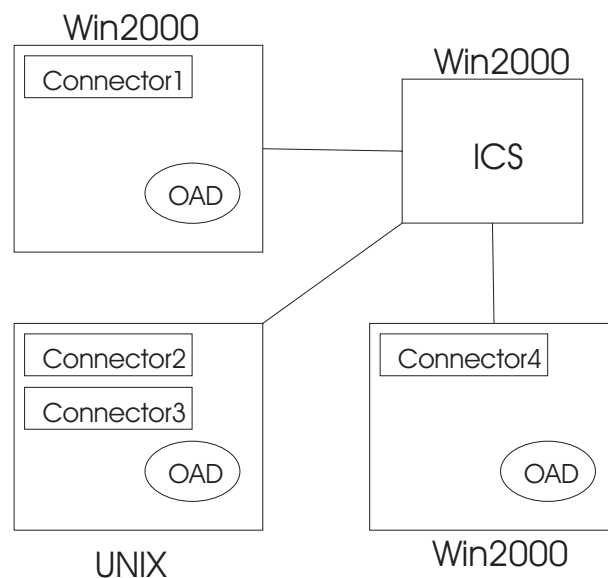 Win2000
Connector1
OAD
Win2000
ICS
Connector2
Connector3
OAD
UNIX
Connector4
OAD
Win2000